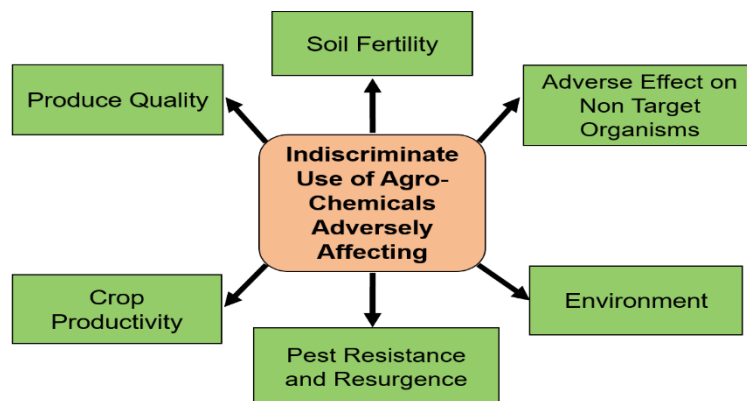 Soil Fertility
Produce Quality
Adverse Effect on
Non Target
Organisms
Indiscriminate
Use of Agro-
Chemicals
Adversely
Affecting
Crop
Productivity
Environment
Pest Resistance
and Resurgence